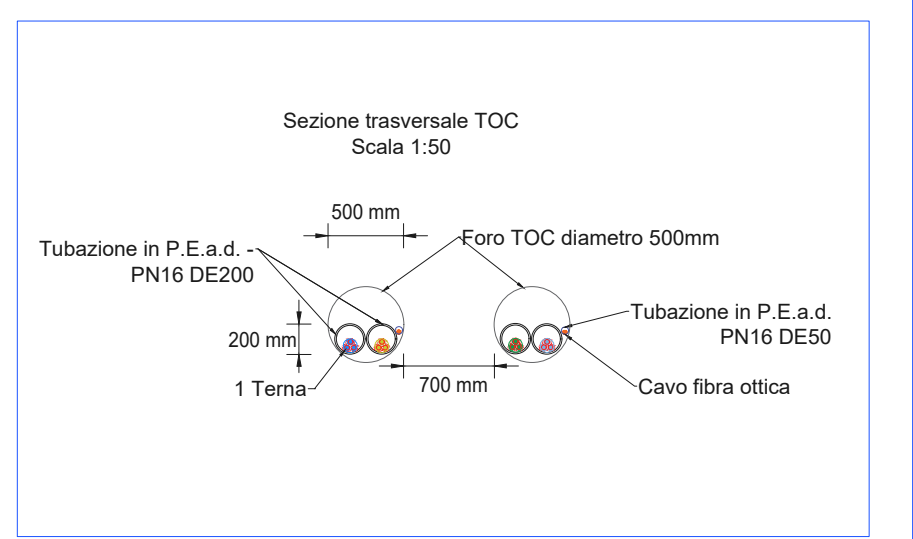 Sezione trasversale TOC
Scala 1:50
500 mm
Foro TOC diametro 500mm
Tubazione in P.E.a.d. -
PN16 DE200
Tubazione in P.E.a.d.
PN16 DE50
200 mm
700 mm
1 Terna
Cavo fibra ottica